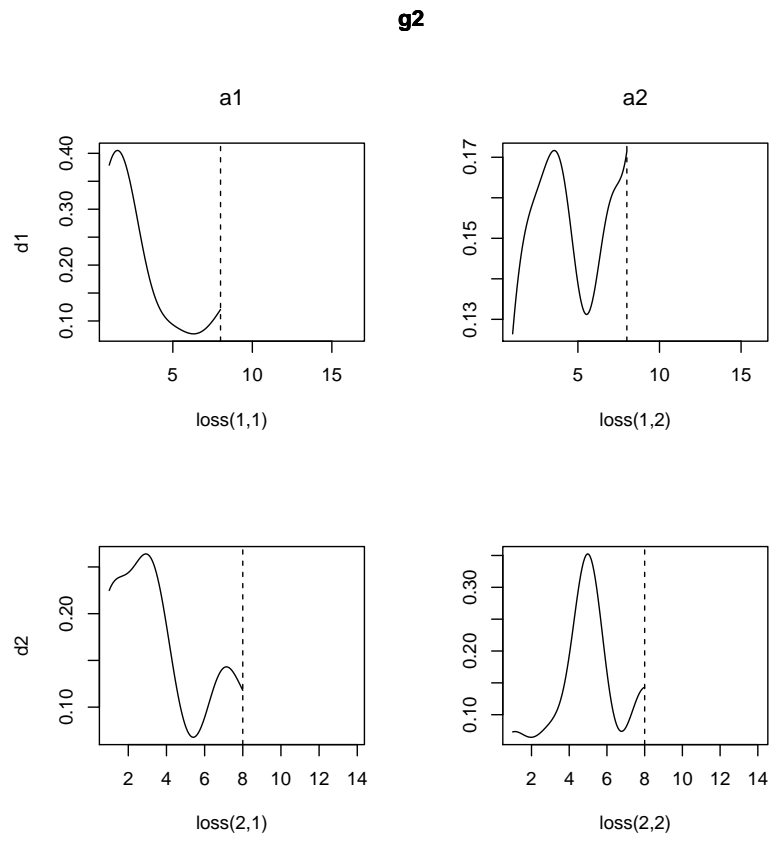 g2
a1
a2
d1
0.10 0.20 0.30 0.40
5 10 15
loss(1,1)
0.13 0.15 0.17
5 10 15
loss(1,2)
d2
0.10 0.20
2 4 6 8 10 12 14
loss(2,1)
0.10 0.20 0.30
2 4 6 8 10 12 14
loss(2,2)